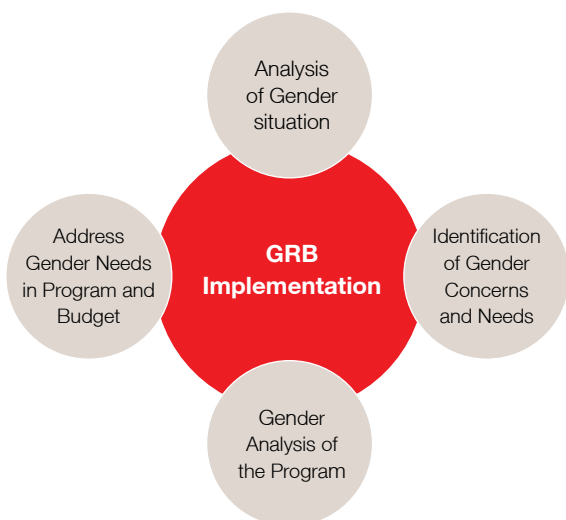 Analysis
of Gender
situation
Address
Gender Needs
in Program and
Budget
GRB
Implementation
Identification
of Gender
Concerns
and Needs
Gender
Analysis of
the Program